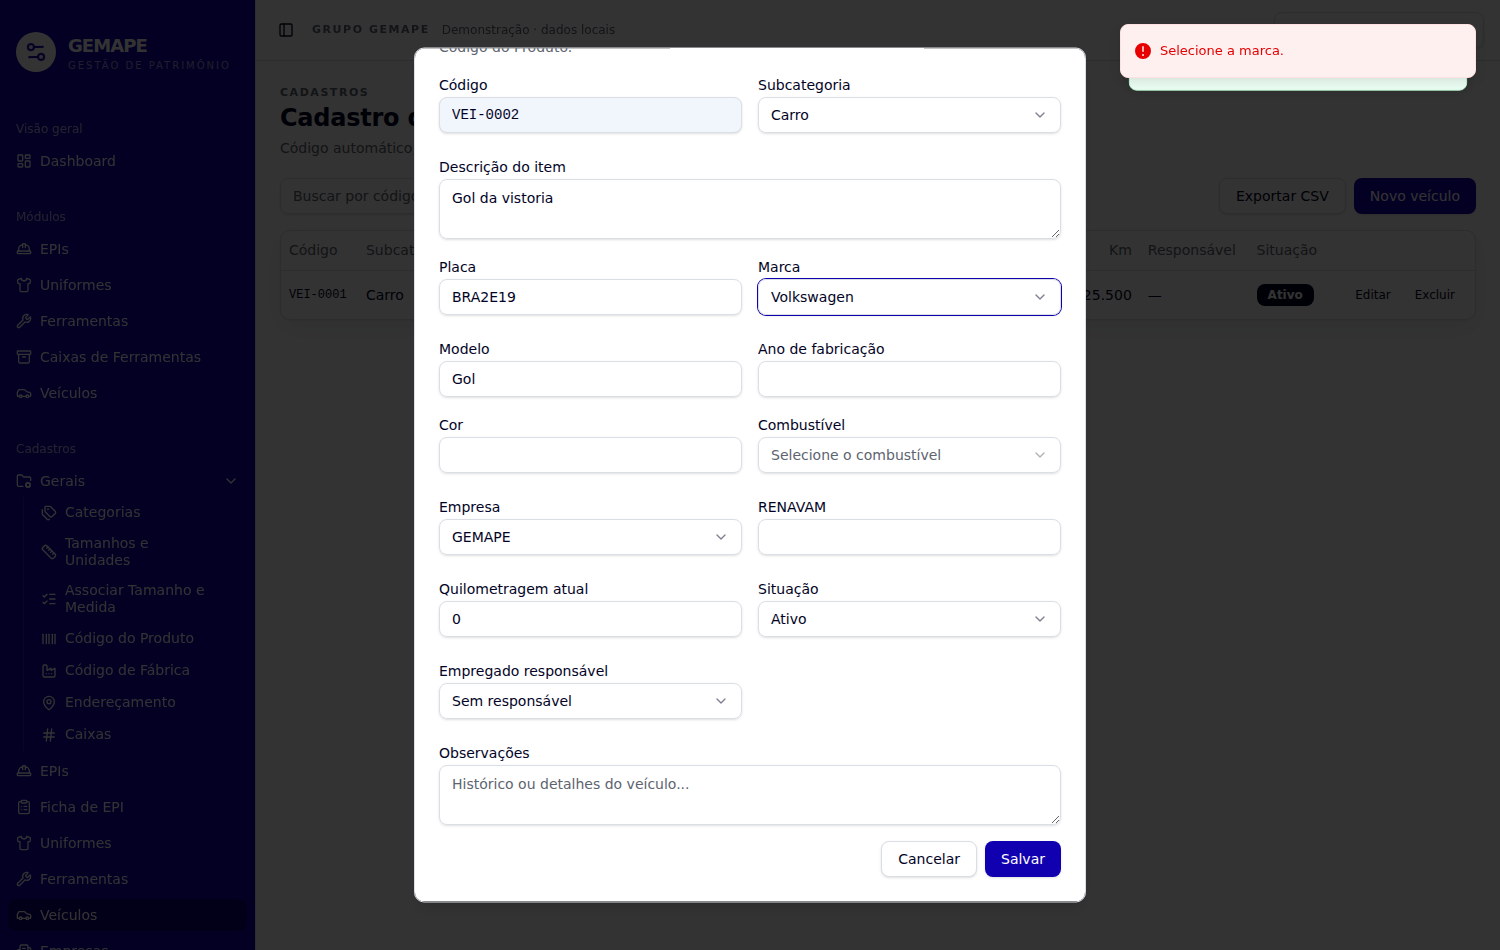 GEMAPE
GESTÃO DE PATRIMÔNIO
Visão geral
Dashboard
Módulos
EPIs
Uniformes
Ferramentas
Caixas de Ferramentas
Veículos
Cadastros
Gerais
Categorias
Tamanhos e
Unidades
Associar Tamanho e
Medida
Código do Produto
Código de Fábrica
Endereçamento
Caixas
EPIs
Ficha de EPI
Uniformes
Ferramentas
Veículos
Empresas
GRUPO GEMAPE
Demonstração · dados locais
CADASTROS
Cadastro
Código automático
Buscar por código
Exportar CSV
Novo veículo
Código
Subcat
Km
Responsável
Situação
VEI-0001
Carro
25.500
—
Ativo
Editar
Excluir
Código do Produto.
Código
VEI-0002
Subcategoria
Carro
Descrição do item
Gol da vistoria
Placa
BRA2E19
Marca
Volkswagen
Modelo
Gol
Ano de fabricação
Cor
Combustível
Selecione o combustível
Empresa
GEMAPE
RENAVAM
Quilometragem atual
0
Situação
Ativo
Empregado responsável
Sem responsável
Observações
Histórico ou detalhes do veículo...
Cancelar
Salvar
Selecione a marca.